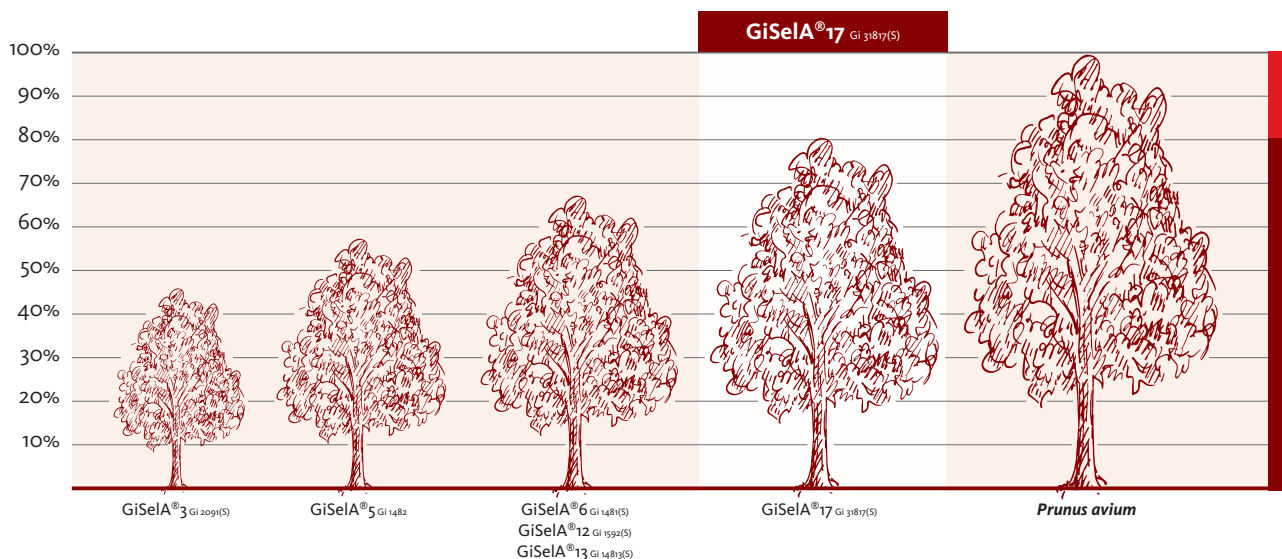 GiSelA®17 Gi 31817(S)
100%
90%
80%
70%
60%
50%
40%
30%
20%
10%
GiSelA®3 Gi 2091(S)
GiSelA®5 Gi 1482
GiSelA®6 Gi 1481(S)
GiSelA®12 Gi 1592(S)
GiSelA®13 Gi 14813(S)
GiSelA®17 Gi 31817(S)
Prunus avium